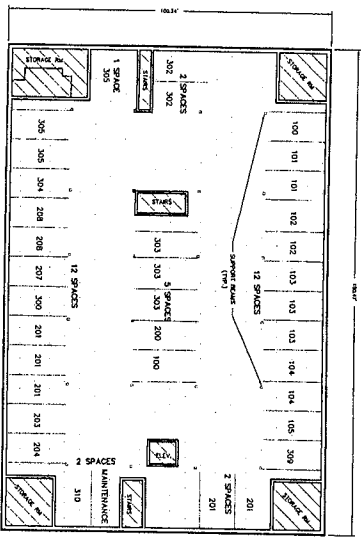 100.34'
STORAGE RM
1 SPACE
305
STAIRS
2 SPACES
302
302
STORAGE RM
305
305
304
208
208
207
300
201
201
201
203
204
12 SPACES
STAIRS
303
303
303
200
100
5 SPACES
SUPPORT BEAMS
(TYP.)
100
101
101
102
102
103
103
103
104
104
105
300
12 SPACES
ELEV.
2 SPACES
310
MAINTENANCE
STAIRS
2 SPACES
201
201
STORAGE RM
STORAGE RM